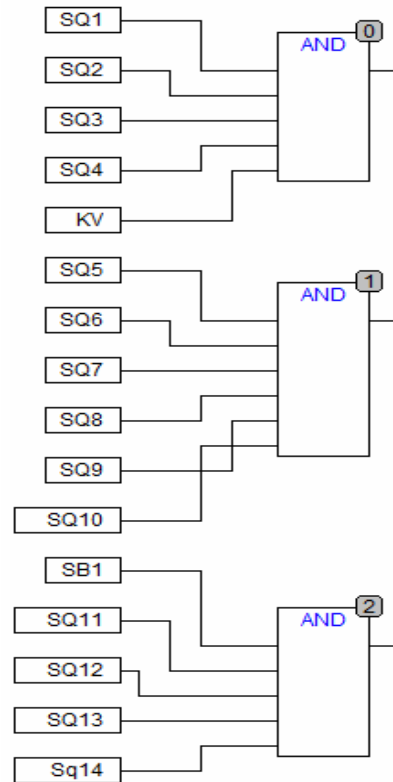 SQ1
0
AND
SQ2
SQ3
SQ4
KV
SQ5
1
AND
SQ6
SQ7
SQ8
SQ9
SQ10
SB1
2
AND
SQ11
SQ12
SQ13
Sq14